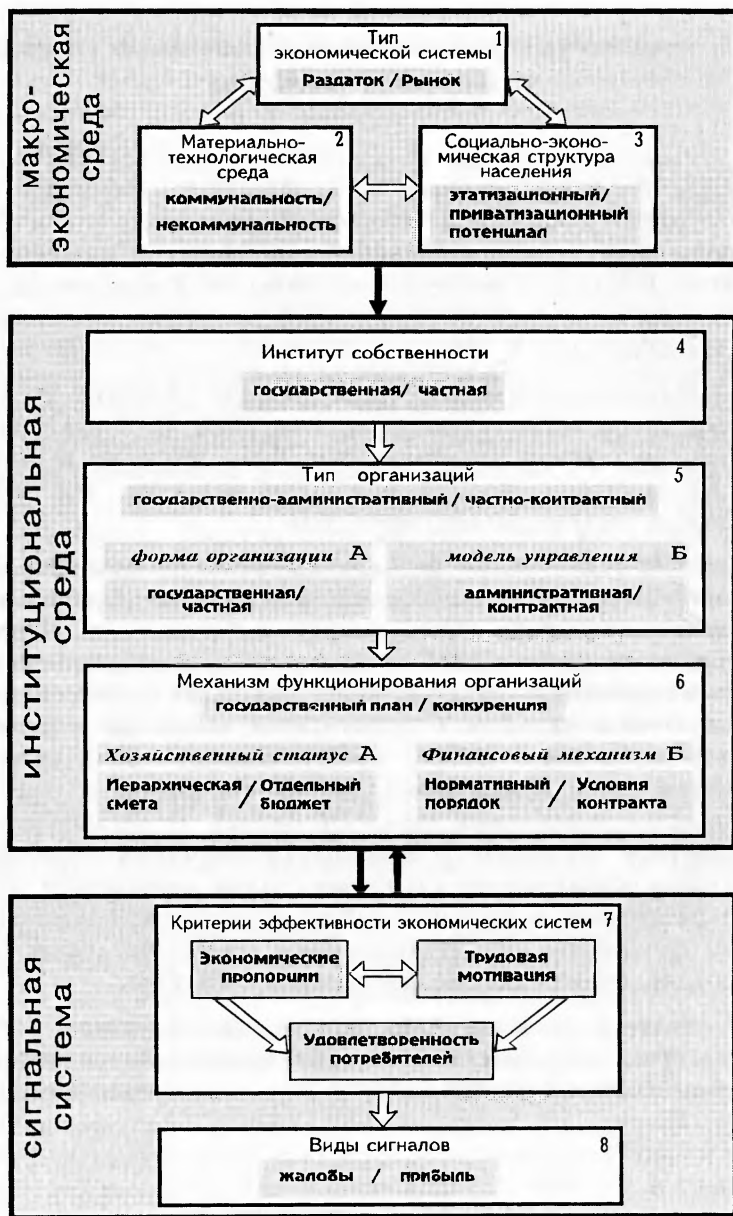 макро-
экономическая
среда
Тип 1
экономической системы
Раздаток / Рынок
Материально- 2
технологическая
среда
коммунальность/
некоммунальность
Социально-эконо- 3
мическая структура
населения
этатизационный/
приватизационный
потенциал
институциональная
среда
Институт собственности 4
государственная/ частная
Тип организаций 5
государственно-административный / частно-контрактный
форма организации А
государственная/
частная
модель управления Б
административная/
контрактная
Механизм функционирования организаций 6
государственный план / конкуренция
Хозяйственный статус А
Иерархическая / Отдельный
смета бюджет
Финансовый механизм Б
Нормативный / Условия
порядок контракта
сигнальная
система
Критерии эффективности экономических систем 7
Экономические
пропорции
Трудовая
мотивация
Удовлетворенность
потребителей
Виды сигналов 8
жалобы / прибыль